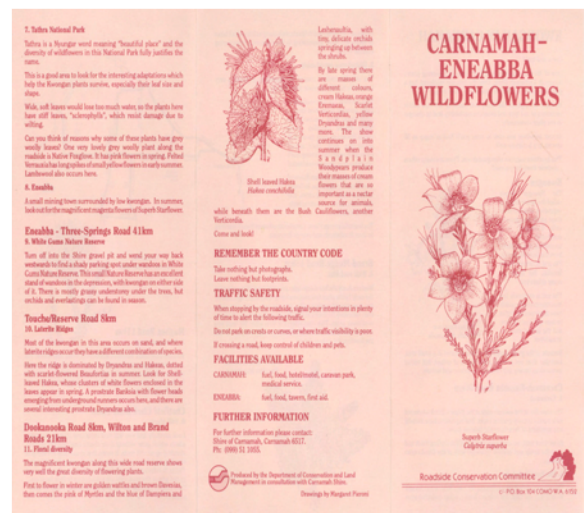 7. Tathra National Park
Tathra is a Nyungar word meaning "beautiful place" and the
diversity of wildflowers in this National Park fully justifies the
name.
This is a good area to look for the interesting adaptations which
help the Kwongan plants survive, especially their leaf size and
shape.
Wide, soft leaves would lose too much water, so the plants here
have stiff leaves, "sclerophylls", which resist damage due to
wilting.
Can you think of reasons why some of these plants have grey
woolly leaves? One very lovely grey woolly plant along the
roadside is Native Foxglove. It has pink flowers in spring. Felted
Verreauxia has long spikes of small yellow flowers in early summer.
Lambswool also occurs here.
8. Eneabba
A small mining town surrounded by low kwongan. In summer,
look out for the magnificent magenta flowers of Superb Starflower.
Eneabba - Three-Springs Road 41km
9. White Gums Nature Reserve
Turn off into the Shire gravel pit and wend your way back
westwards to find a shady parking spot under wandoos in White
Gums Nature Reserve. This small Nature Reserve has an excellent
stand of wandoos in the depression, with kwongan on either side
of it. There is mostly grassy understorey under the trees, but
orchids and everlastings can be found in season.
Touche/Reserve Road 8km
10. Laterite Ridges
Most of the kwongan in this area occurs on sand, and where
laterite ridges occur they have a different combination of species.
Here the ridge is dominated by Dryandras and Hakeas, dotted
with scarlet-flowered Beaufortias in summer. Look for Shell-
leaved Hakea, whose clusters of white flowers enclosed in the
leaves appear in spring. A prostrate Banksia with flower heads
emerging from underground runners occurs here, and there are
several interesting prostrate Dryandras also.
Dookanooka Road 8km, Wilton and Brand
Roads 21km
11. Floral diversity
The magnificent kwongan along this wide road reserve shows
very well the great diversity of flowering plants.
First to flower in winter are golden wattles and brown Daviesias,
then comes the pink of Myrtles and the blue of Dampiera and
Leshenaultia, with
tiny, delicate orchids
springing up between
the shrubs.
By late spring there
are masses of
different colours,
cream Hakeas, orange
Eremaeas, Scarlet
Verticordias, yellow
Dryandras and many
more. The show
continues on into
summer when the
Sandplain
Woodypears produce
their masses of cream
flowers that are so
important as a nectar
source for animals,
while beneath them are the Bush Cauliflowers, another
Verticordia.
Shell leaved Hakea
Hakea conchifolia
Come and look!
REMEMBER THE COUNTRY CODE
Take nothing but photographs.
Leave nothing but footprints.
TRAFFIC SAFETY
When stopping by the roadside, signal your intentions in plenty
of time to alert the following traffic.
Do not park on crests or curves, or where traffic visibility is poor.
If crossing a road, keep control of children and pets.
FACILITIES AVAILABLE
CARNAMAH: fuel, food, hotel/motel, caravan park,
medical service.
ENEABBA: fuel, food, tavern, first aid.
FURTHER INFORMATION
For further information please contact:
Shire of Carnamah, Carnamah 6517.
Ph: (099) 51 1055.
Produced by the Department of Conservation and Land
Management in consultation with Carnamah Shire.
Drawings by Margaret Pieroni
CARNAMAH-
ENEABBA
WILDFLOWERS
Superb Starflower
Calytrix superba
Roadside Conservation Committee
PO Box 104 COMO W.A. 6152